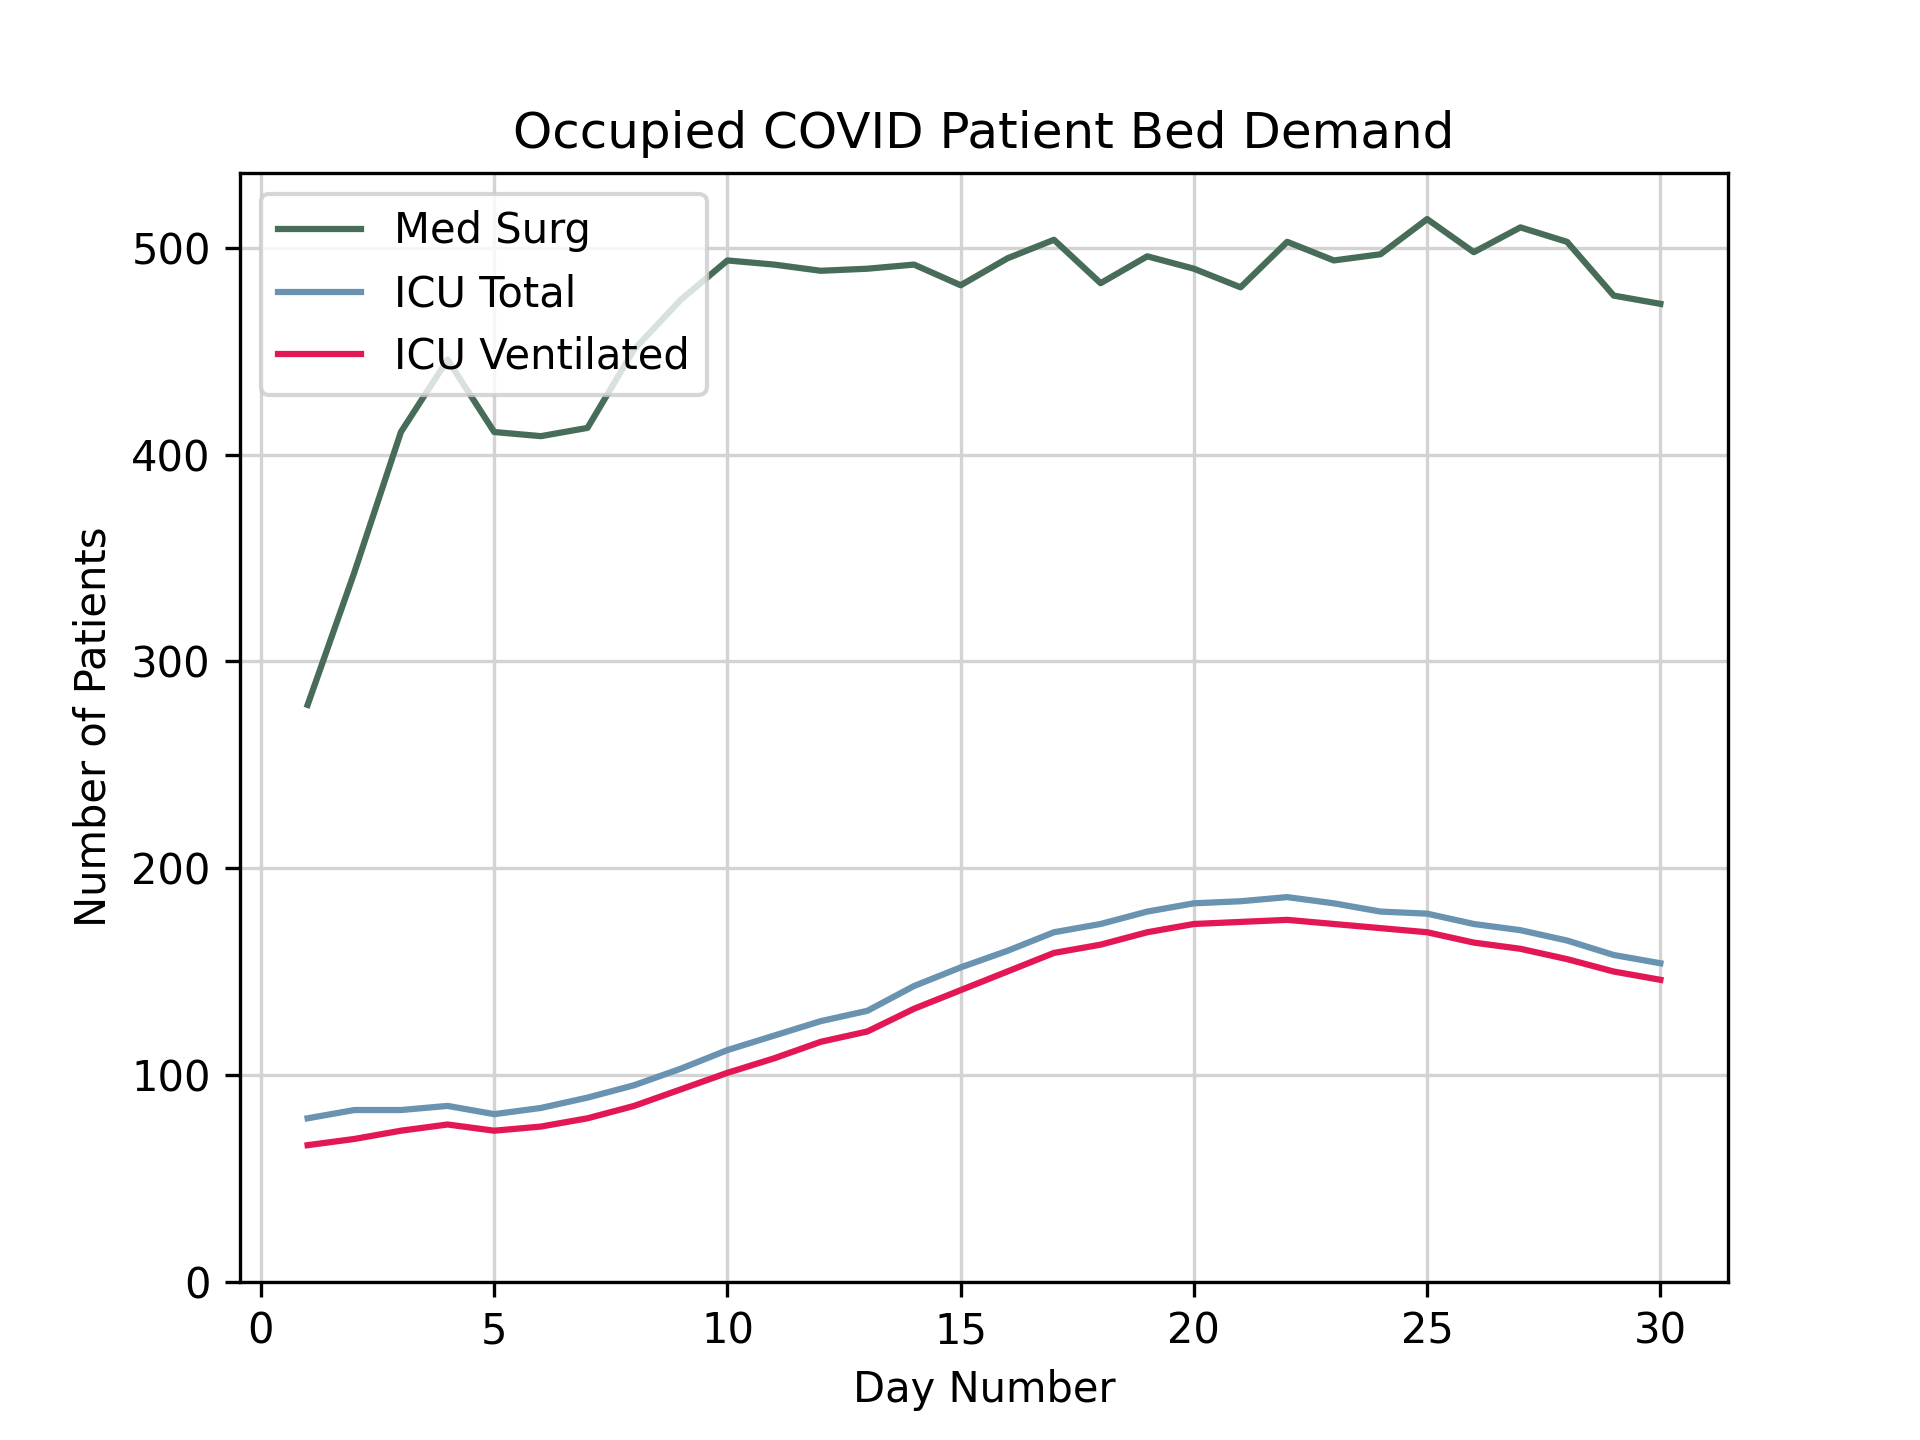 Occupied COVID Patient Bed Demand
Med Surg
ICU Total
ICU Ventilated
Number of Patients
500
400
300
200
100
0
0 5 10 15 20 25 30
Day Number